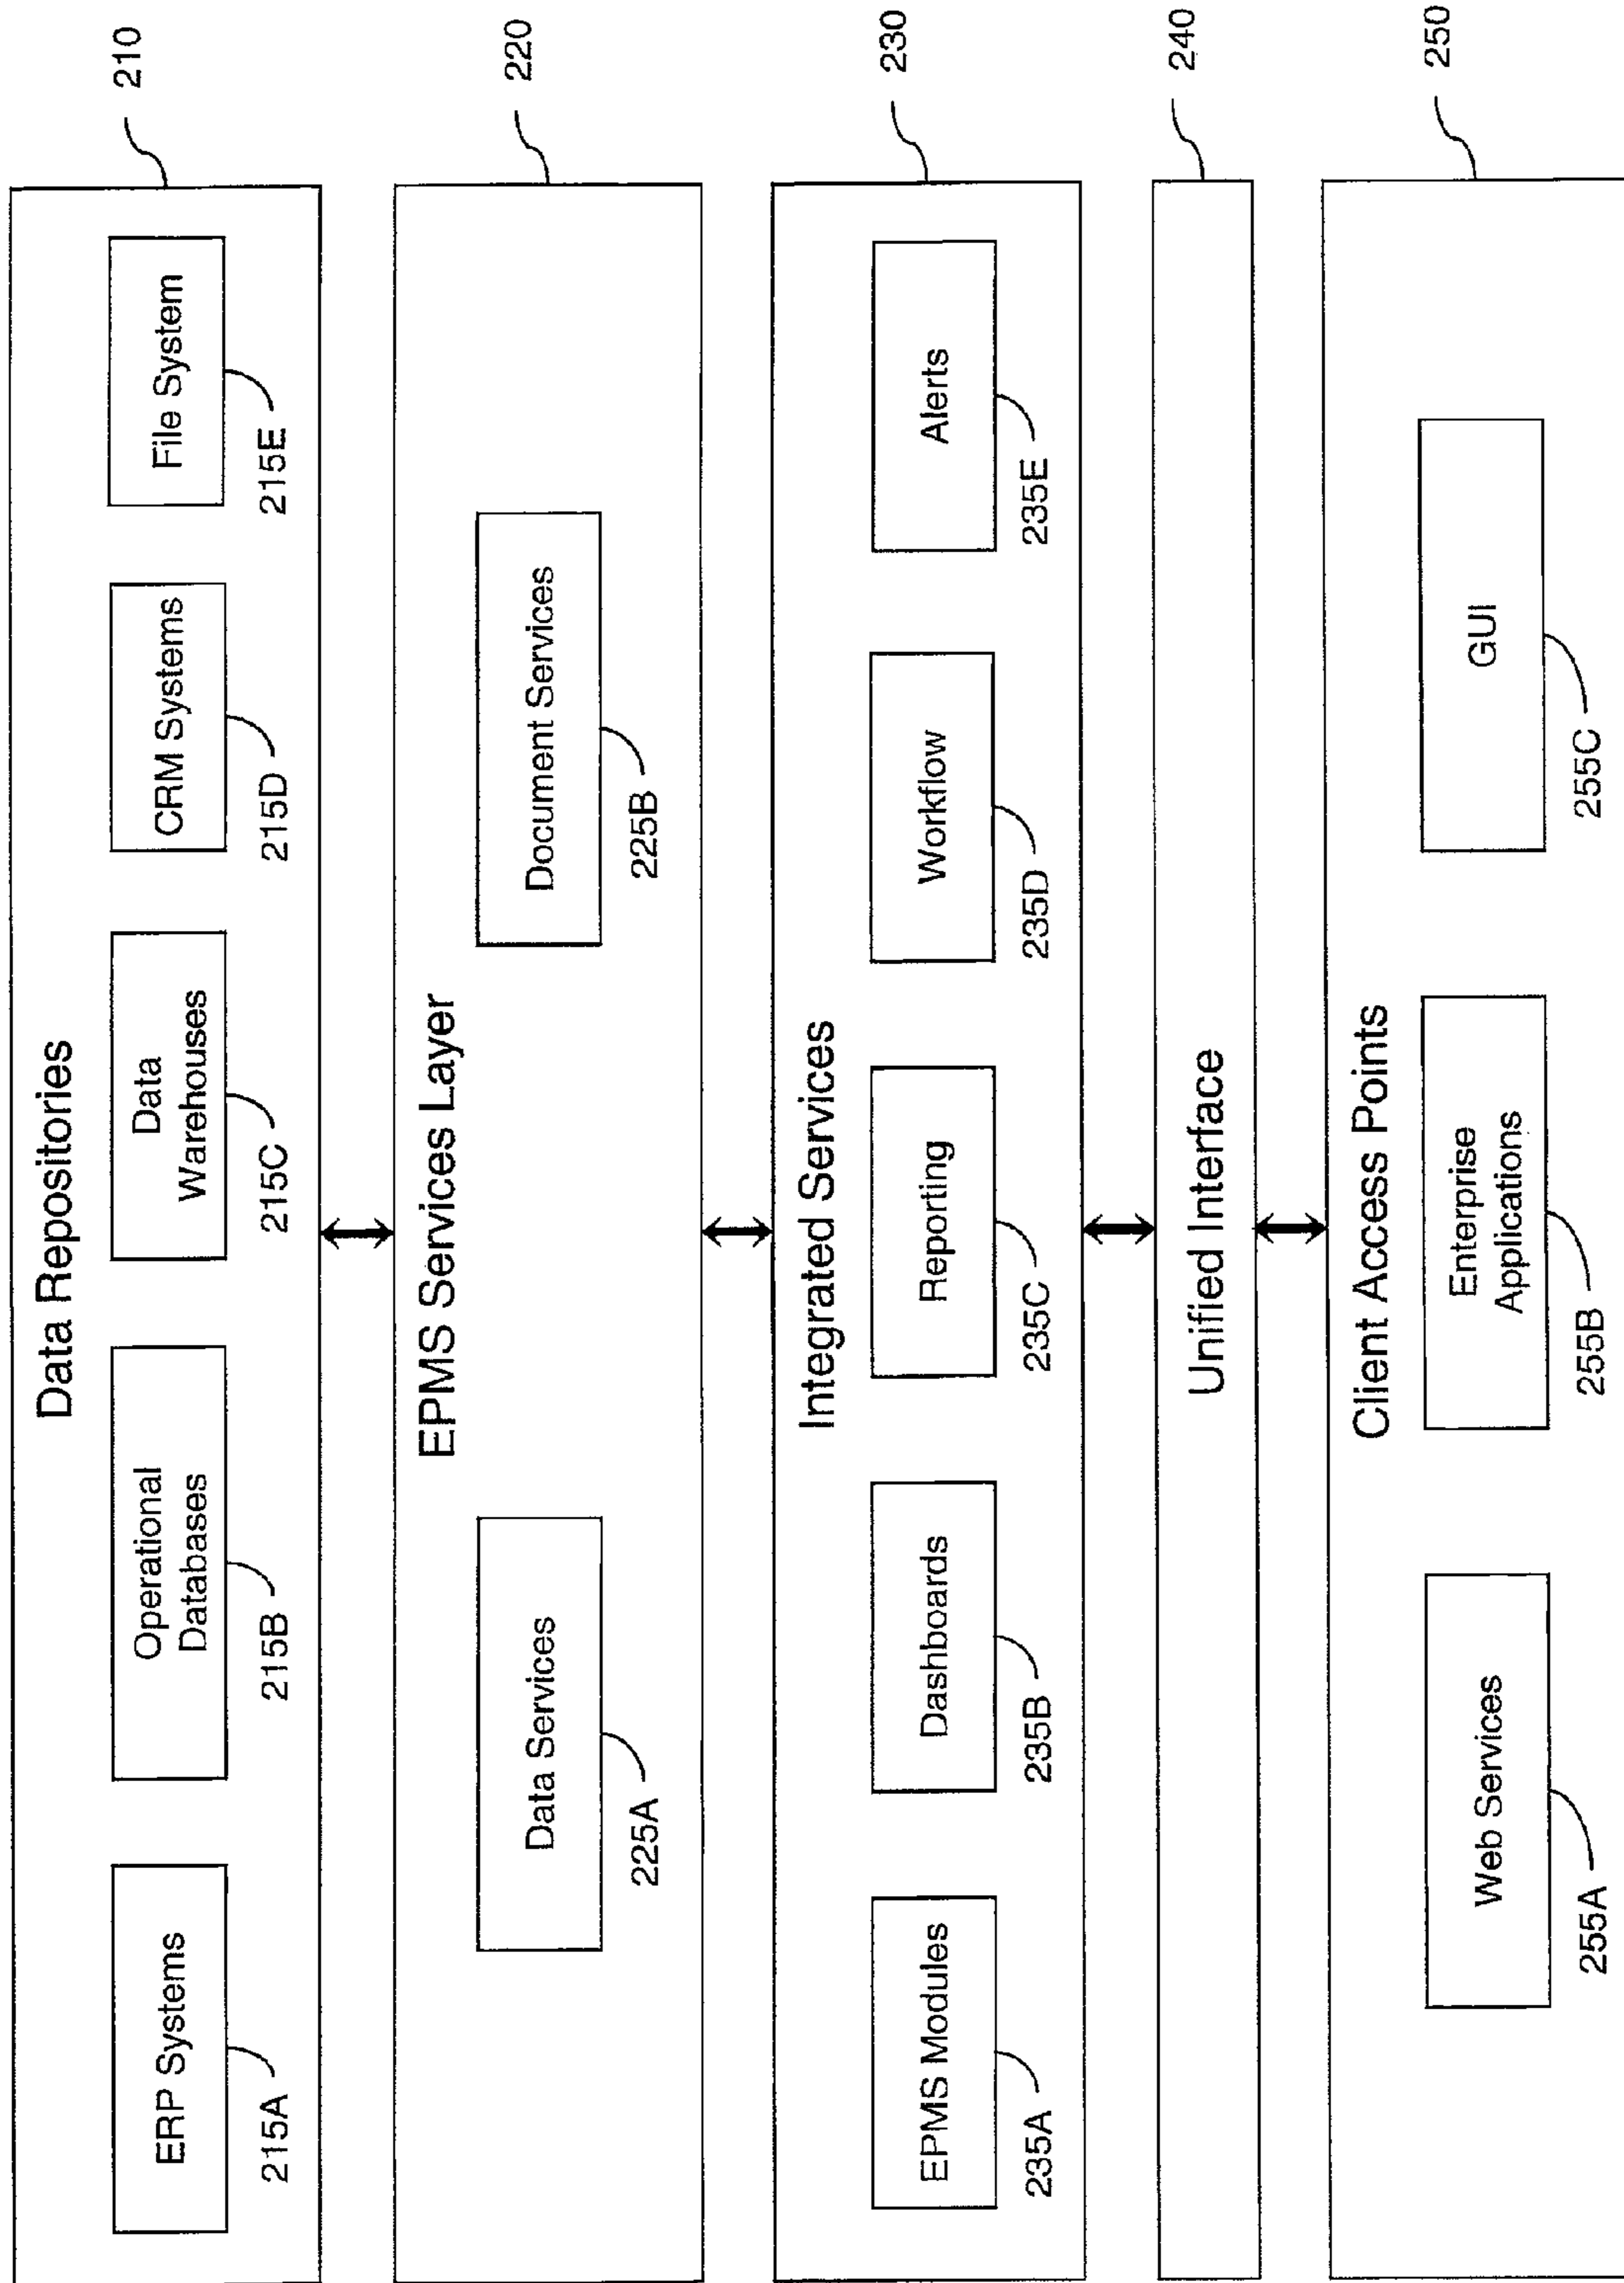 Data Repositories
210
ERP Systems
215A
Operational
Databases
215B
Data
Warehouses
215C
CRM Systems
215D
File System
215E
EPMS Services Layer
220
Data Services
225A
Document Services
225B
Integrated Services
230
EPMS Modules
235A
Dashboards
235B
Reporting
235C
Workflow
235D
Alerts
235E
Unified Interface
240
Client Access Points
250
Web Services
255A
Enterprise
Applications
255B
GUI
255C